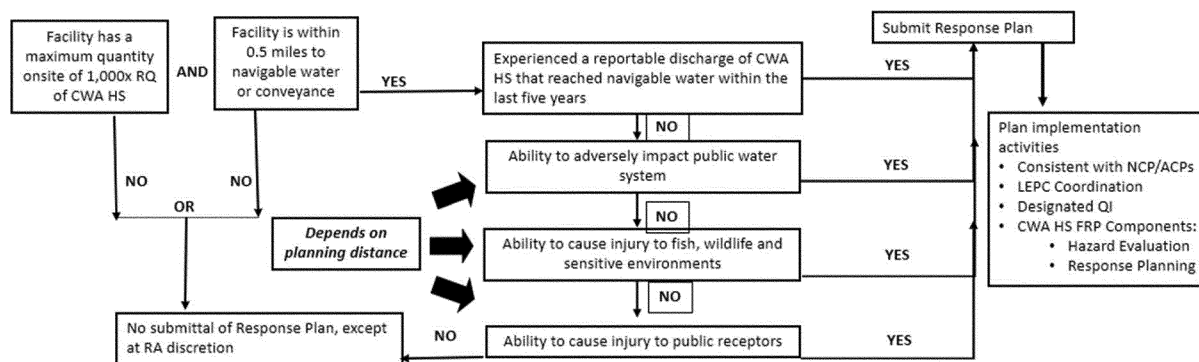 Facility has a
maximum quantity
onsite of 1,000x RQ
of CWA HS
AND
Facility is within
0.5 miles to
navigable water
or conveyance
YES
Experienced a reportable discharge of CWA
HS that reached navigable water within the
last five years
YES
Submit Response Plan
NO
Ability to adversely impact public water
system
YES
NO
NO
OR
Depends on
planning distance
NO
Ability to cause injury to fish, wildlife and
sensitive environments
YES
NO
No submittal of Response Plan, except
at RA discretion
NO
Ability to cause injury to public receptors
YES
Plan implementation
activities
• Consistent with NCP/ACPs
• LEPC Coordination
• Designated QI
• CWA HS FRP Components:
• Hazard Evaluation
• Response Planning